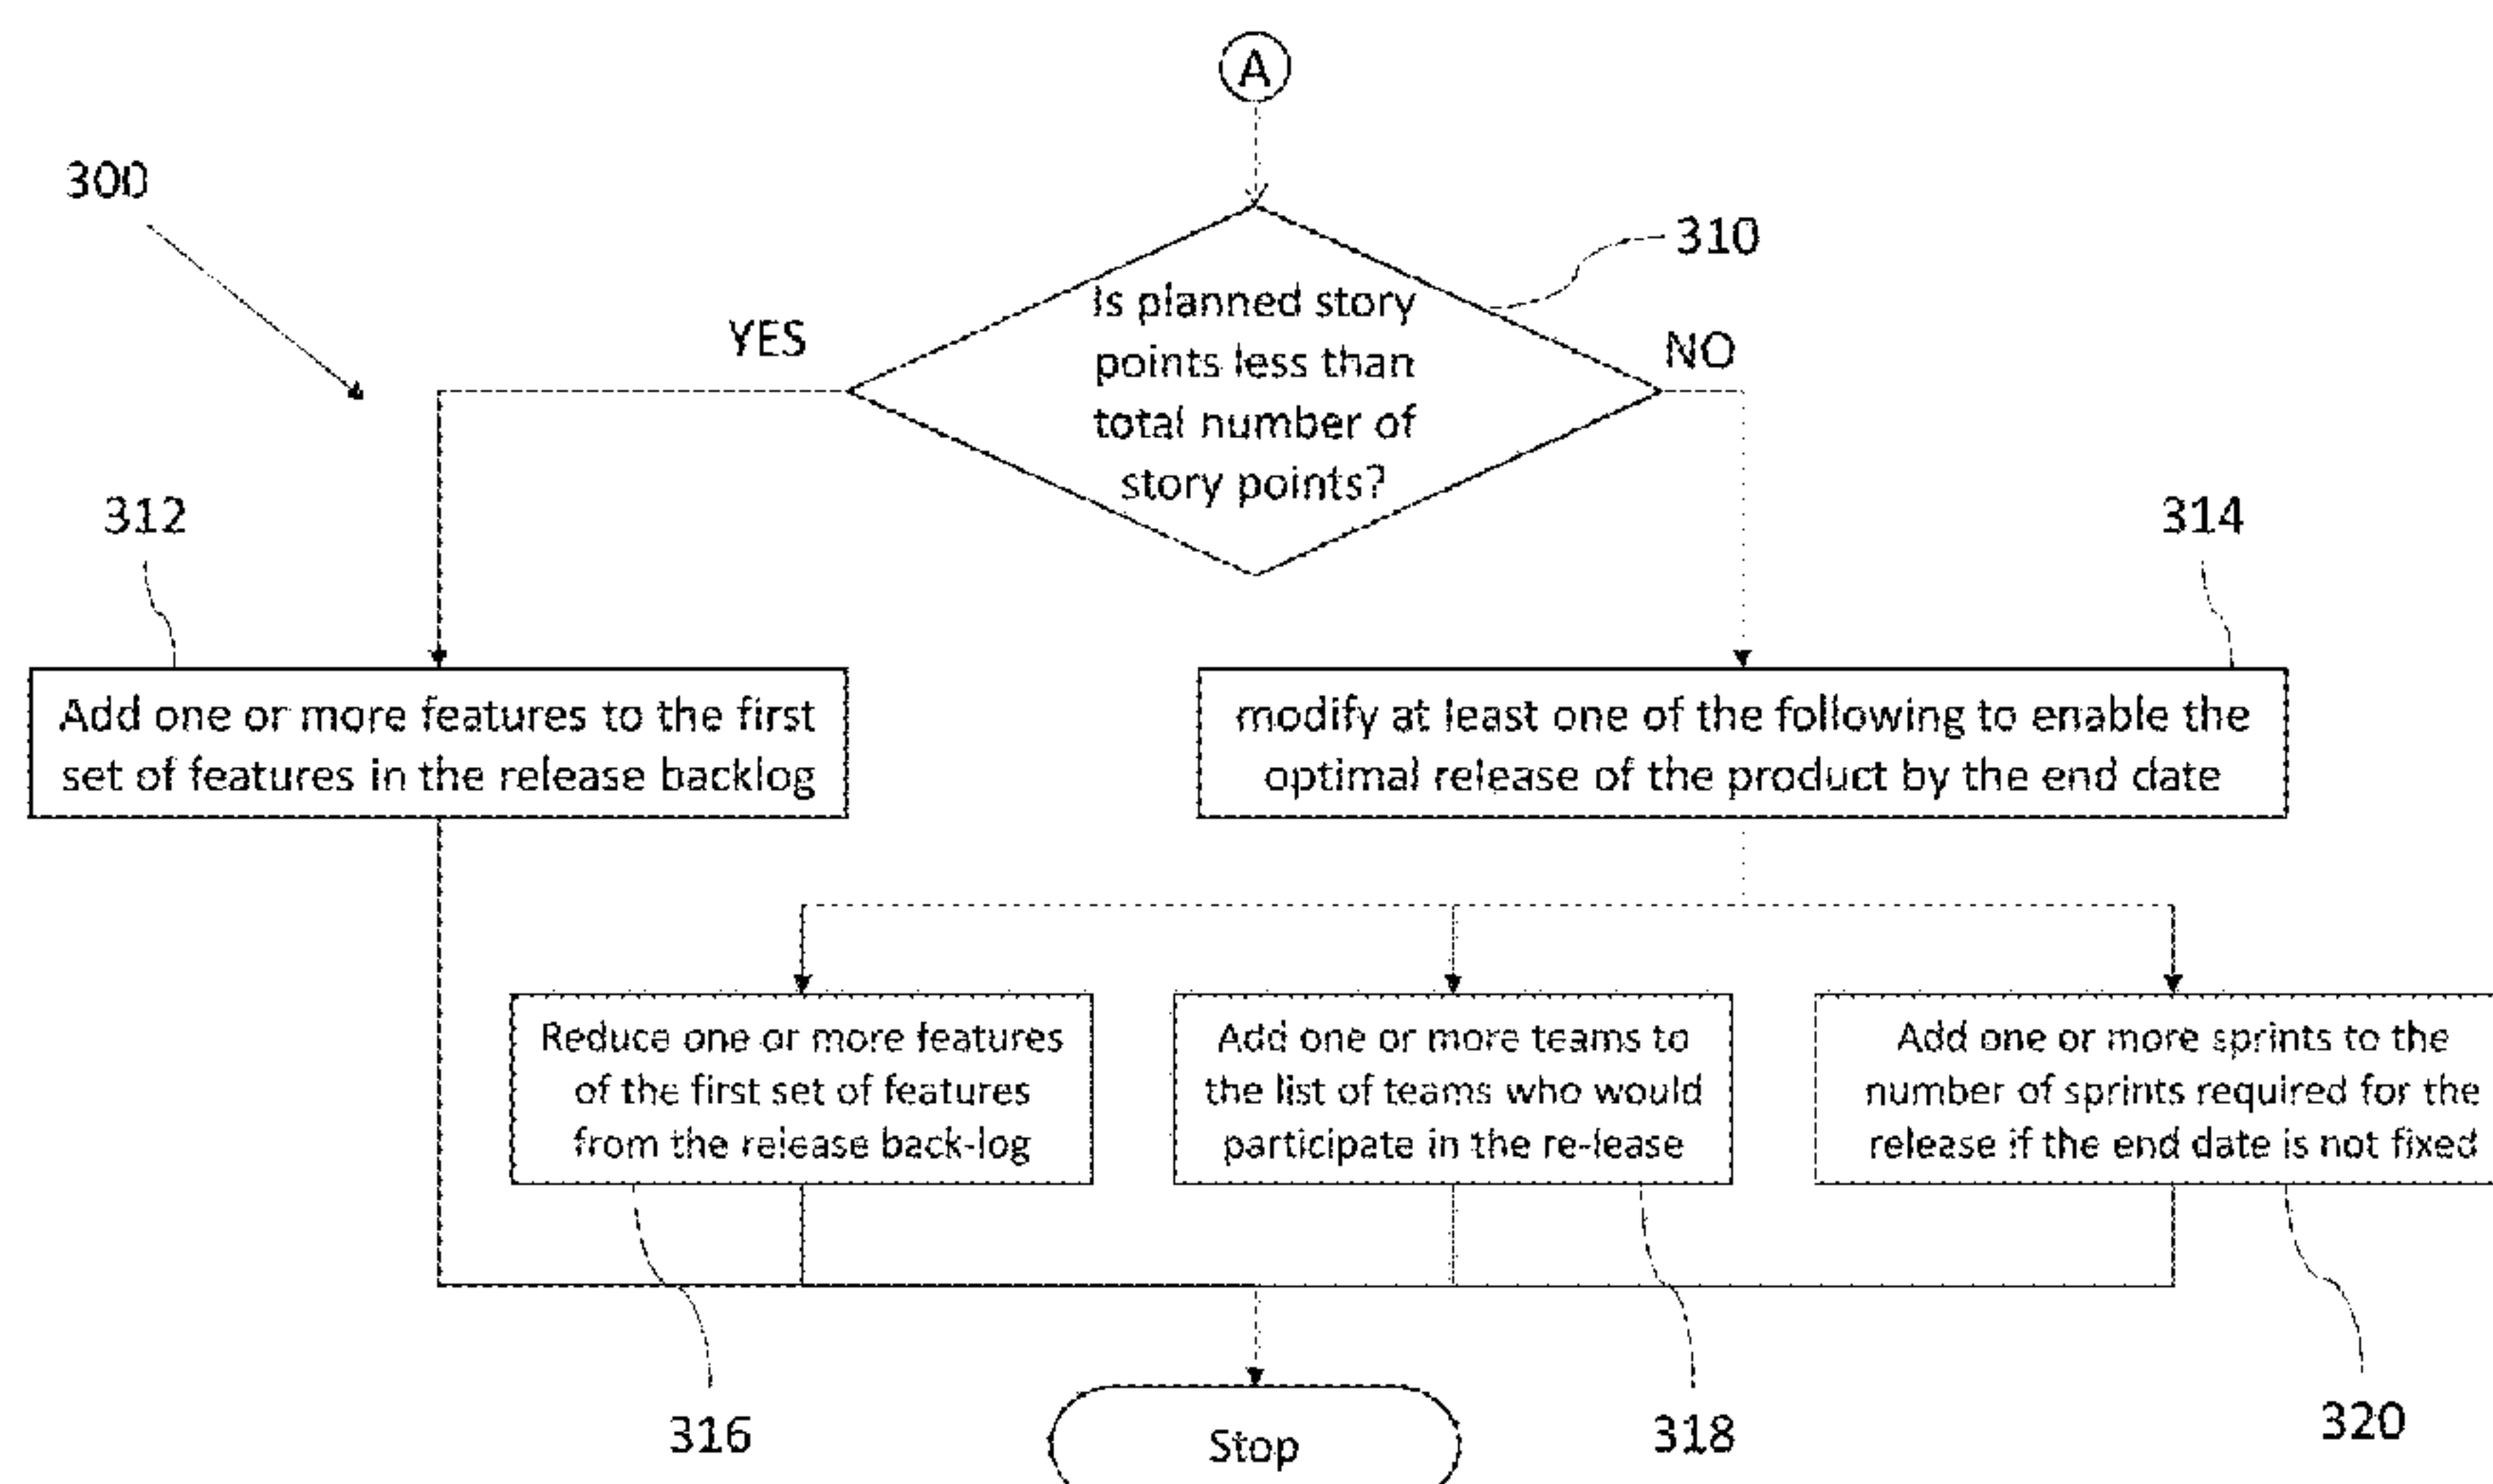 A
300
310
Is planned story
points less than
total number of
story points?
YES
NO
312
314
Add one or more features to the first
set of features in the release backlog
modify at least one of the following to enable the
optimal release of the product by the end date
Reduce one or more features
of the first set of features
from the release back-log
Add one or more teams to
the list of teams who would
participate in the re-lease
Add one or more sprints to the
number of sprints required for the
release if the end date is not fixed
316
Stop
318
320